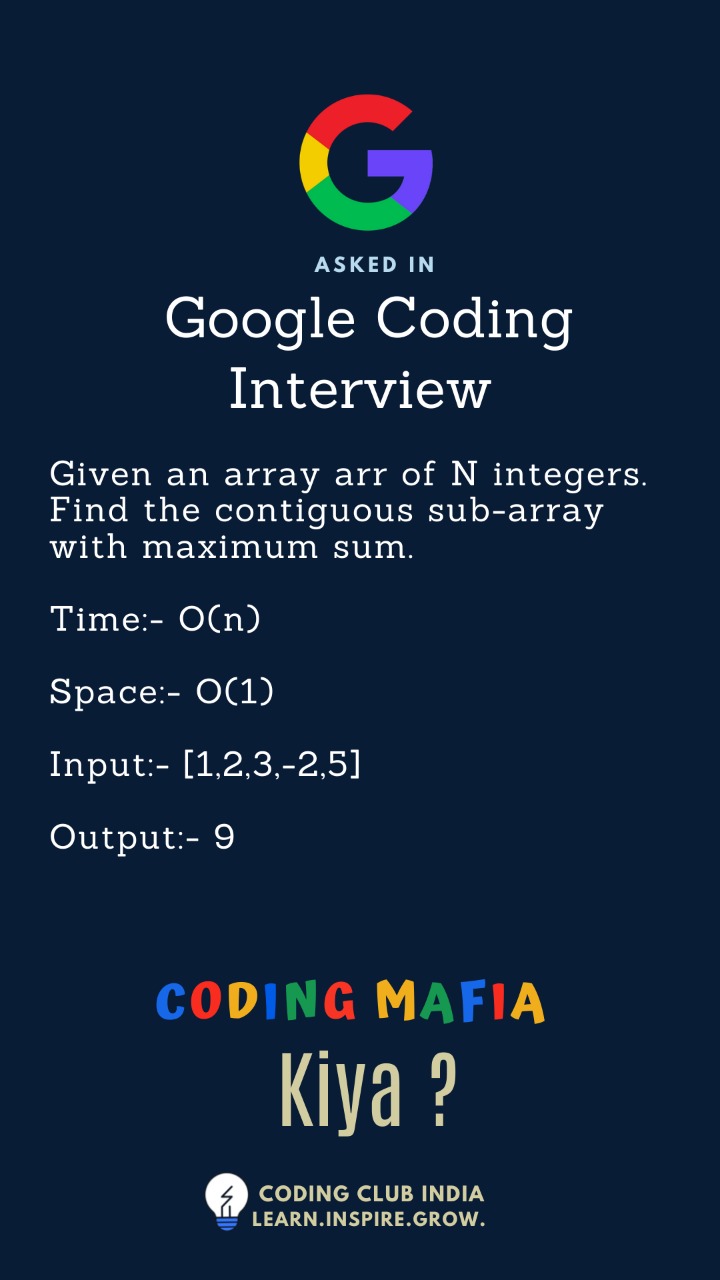 ASKED IN
Google Coding
Interview
Given an array arr of N integers.
Find the contiguous sub-array
with maximum sum.
Time:- O(n)
Space:- O(1)
Input:- [1,2,3,-2,5]
Output:- 9
CODING MAFIA
Kiya ?
CODING CLUB INDIA
LEARN.INSPIRE.GROW.